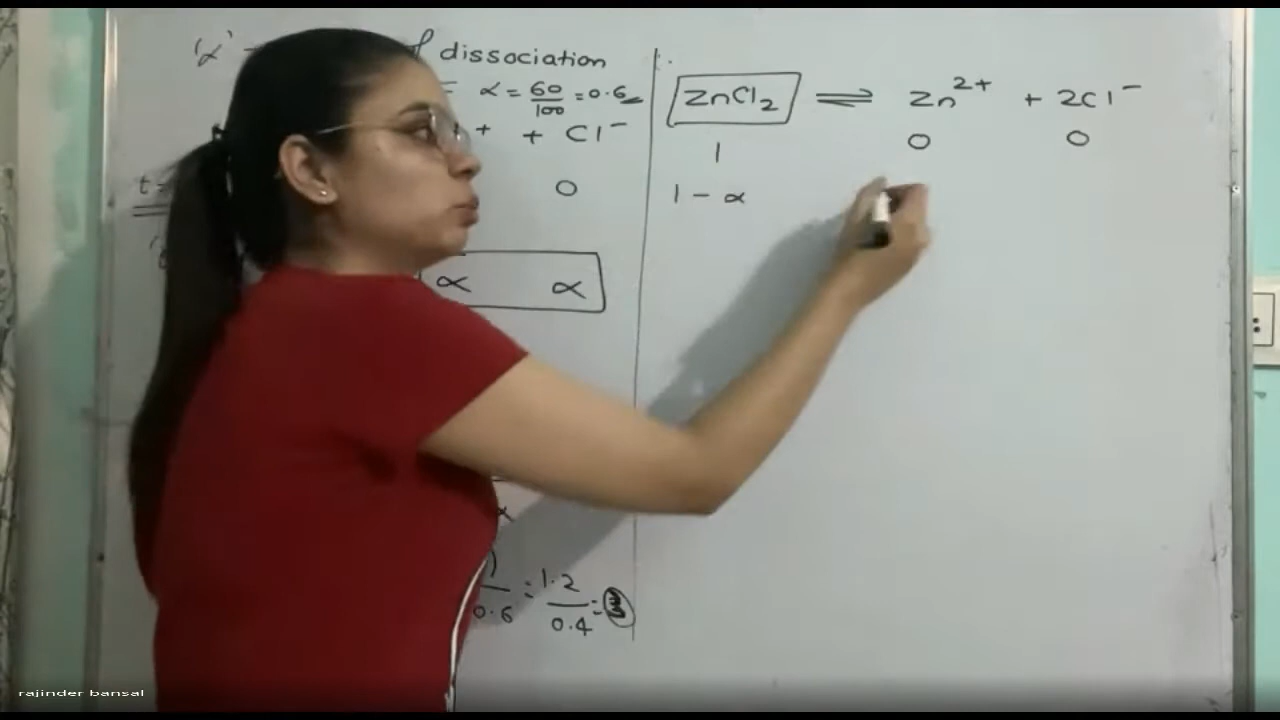 'α' dissociation
= α = 60/100 = 0.6
+ + Cl⁻
t= 0
α α
0.6 = 1.2/0.4 =
ZnCl₂ ⇌ Zn²⁺ + 2Cl⁻
1 0 0
1 - α
rajinder bansal